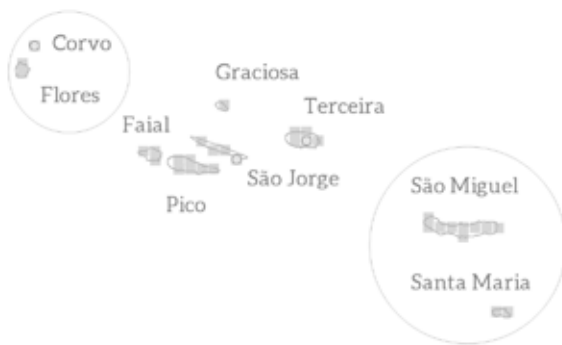 Corvo
Flores
Graciosa
Terceira
Faial
São Jorge
Pico
São Miguel
Santa Maria